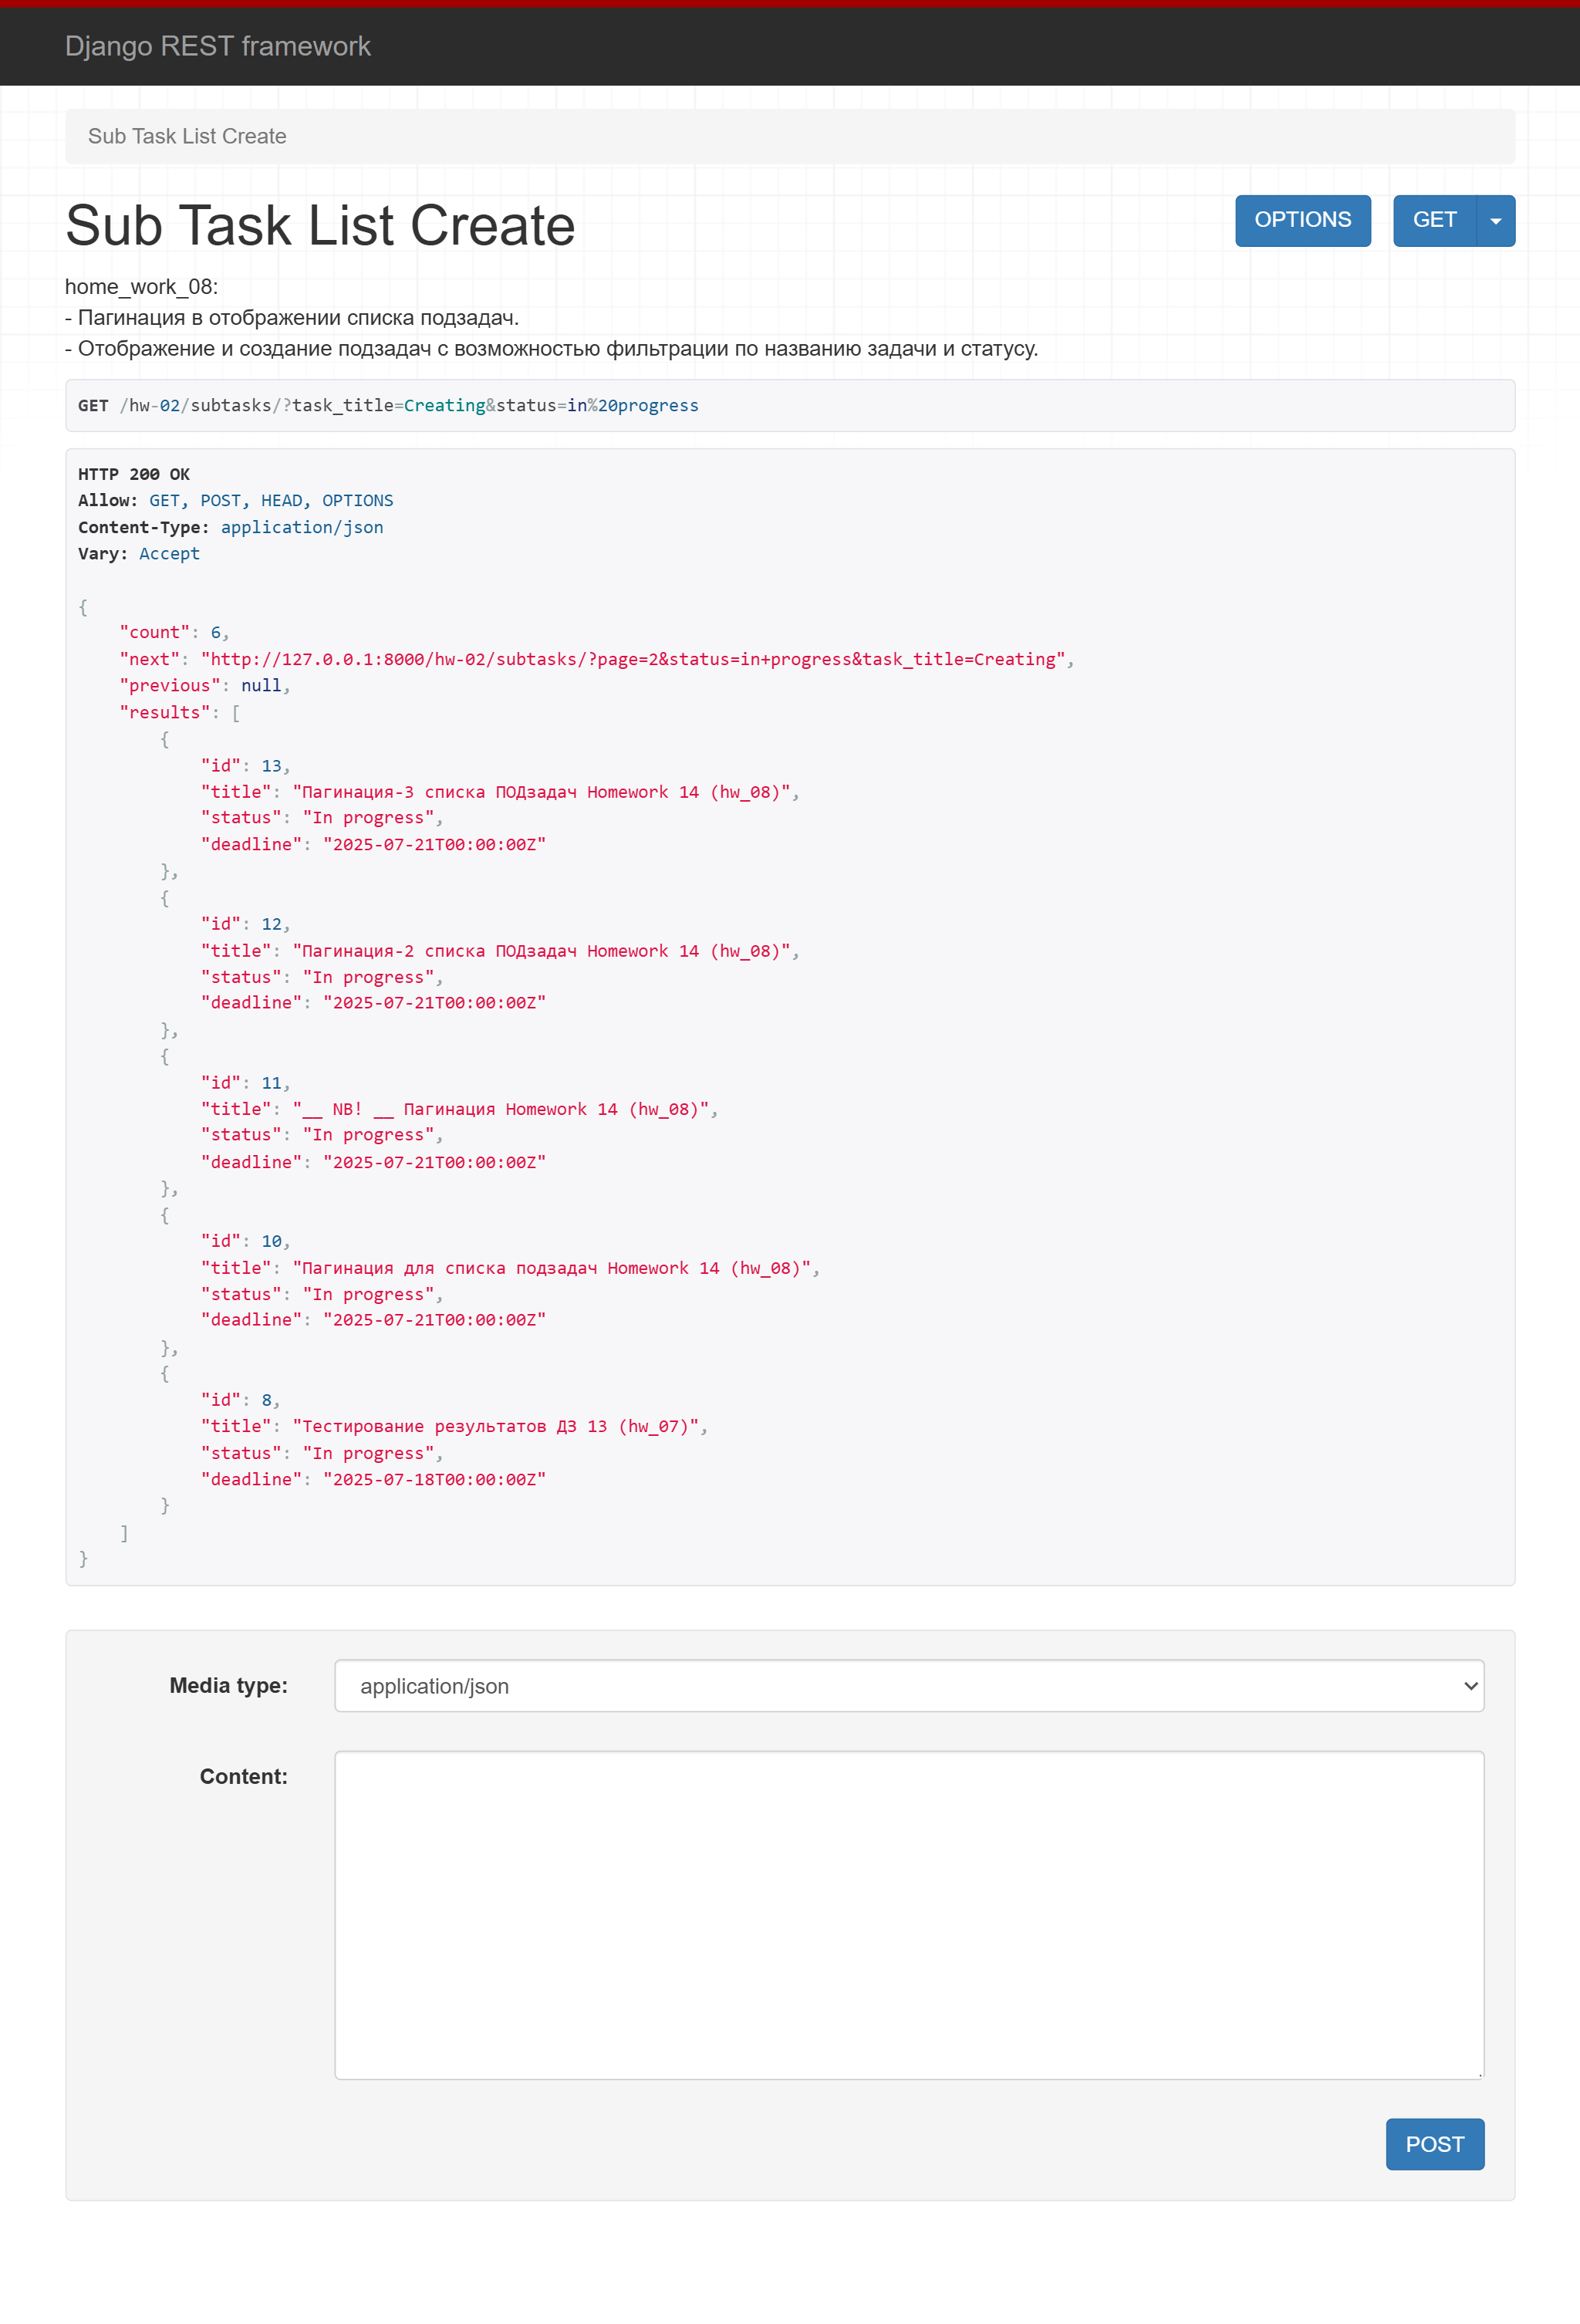 Django REST framework
Sub Task List Create
Sub Task List Create
OPTIONS
GET
home_work_08:
- Пагинация в отображении списка подзадач.
- Отображение и создание подзадач с возможностью фильтрации по названию задачи и статусу.
GET /hw-02/subtasks/?task_title=Creating&status=in%20progress
HTTP 200 OK
Allow: GET, POST, HEAD, OPTIONS
Content-Type: application/json
Vary: Accept
{
    "count": 6,
    "next": "http://127.0.0.1:8000/hw-02/subtasks/?page=2&status=in+progress&task_title=Creating",
    "previous": null,
    "results": [
        {
            "id": 13,
            "title": "Пагинация-3 списка ПОДзадач Homework 14 (hw_08)",
            "status": "In progress",
            "deadline": "2025-07-21T00:00:00Z"
        },
        {
            "id": 12,
            "title": "Пагинация-2 списка ПОДзадач Homework 14 (hw_08)",
            "status": "In progress",
            "deadline": "2025-07-21T00:00:00Z"
        },
        {
            "id": 11,
            "title": "__ NB! __ Пагинация Homework 14 (hw_08)",
            "status": "In progress",
            "deadline": "2025-07-21T00:00:00Z"
        },
        {
            "id": 10,
            "title": "Пагинация для списка подзадач Homework 14 (hw_08)",
            "status": "In progress",
            "deadline": "2025-07-21T00:00:00Z"
        },
        {
            "id": 8,
            "title": "Тестирование результатов ДЗ 13 (hw_07)",
            "status": "In progress",
            "deadline": "2025-07-18T00:00:00Z"
        }
    ]
}
Media type:
application/json
Content:
POST